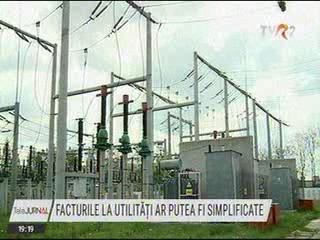 TVR2
TeleJURNAL
FACTURILE LA UTILITĂȚI AR PUTEA FI SIMPLIFICATE
19:19